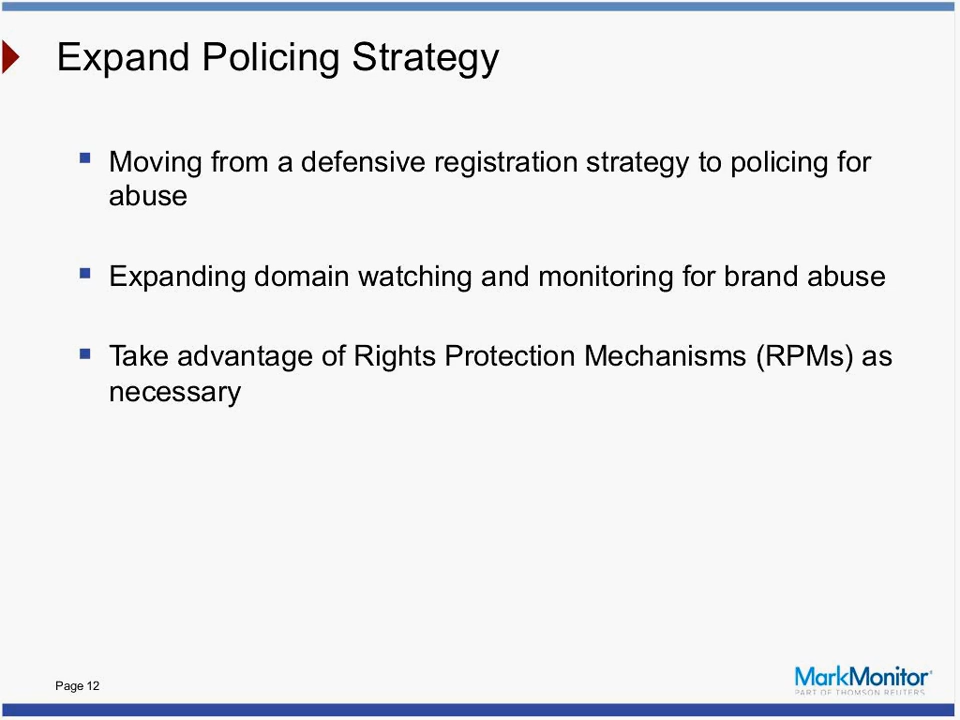 Expand Policing Strategy
Moving from a defensive registration strategy to policing for
abuse
Expanding domain watching and monitoring for brand abuse
Take advantage of Rights Protection Mechanisms (RPMs) as
necessary
Page 12
MarkMonitor®
PART OF THOMSON REUTERS